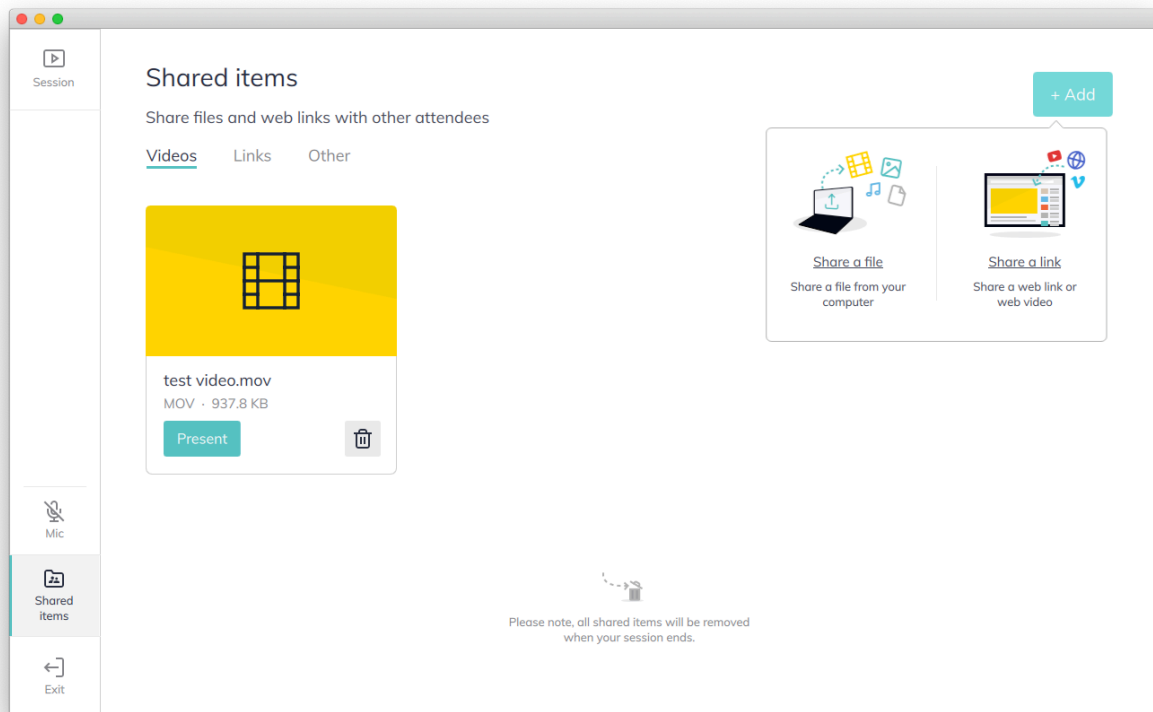 Session
Shared items
+ Add
Share files and web links with other attendees
Videos
Links
Other
Share a file
Share a file from your
computer
Share a link
Share a web link or
web video
test video.mov
MOV · 937.8 KB
Present
Mic
Shared
items
Please note, all shared items will be removed
when your session ends.
Exit